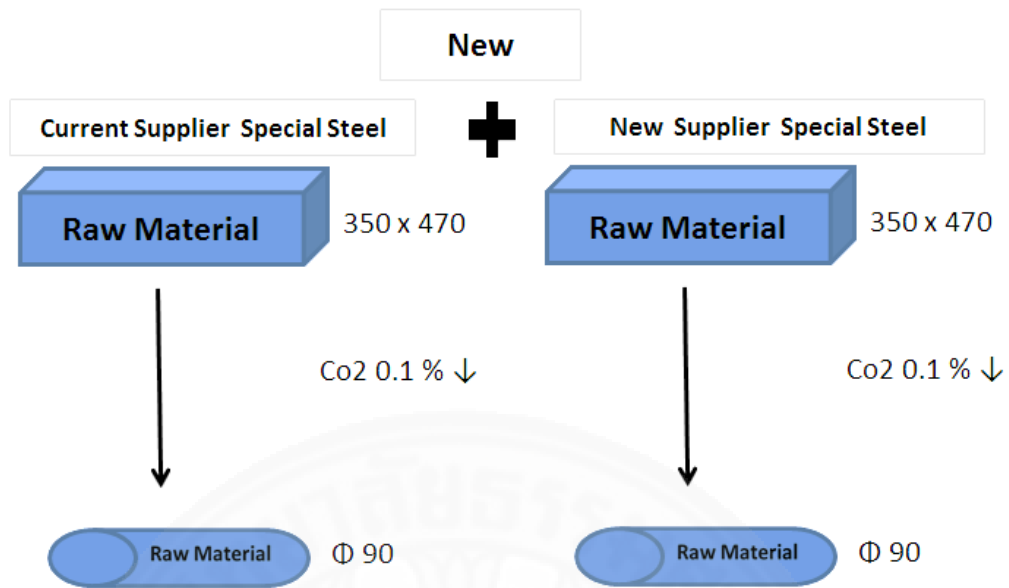 New
Current Supplier Special Steel
New Supplier Special Steel
Raw Material
350 x 470
Raw Material
350 x 470
Co2 0.1 % ↓
Co2 0.1 % ↓
Raw Material
Φ 90
Raw Material
Φ 90